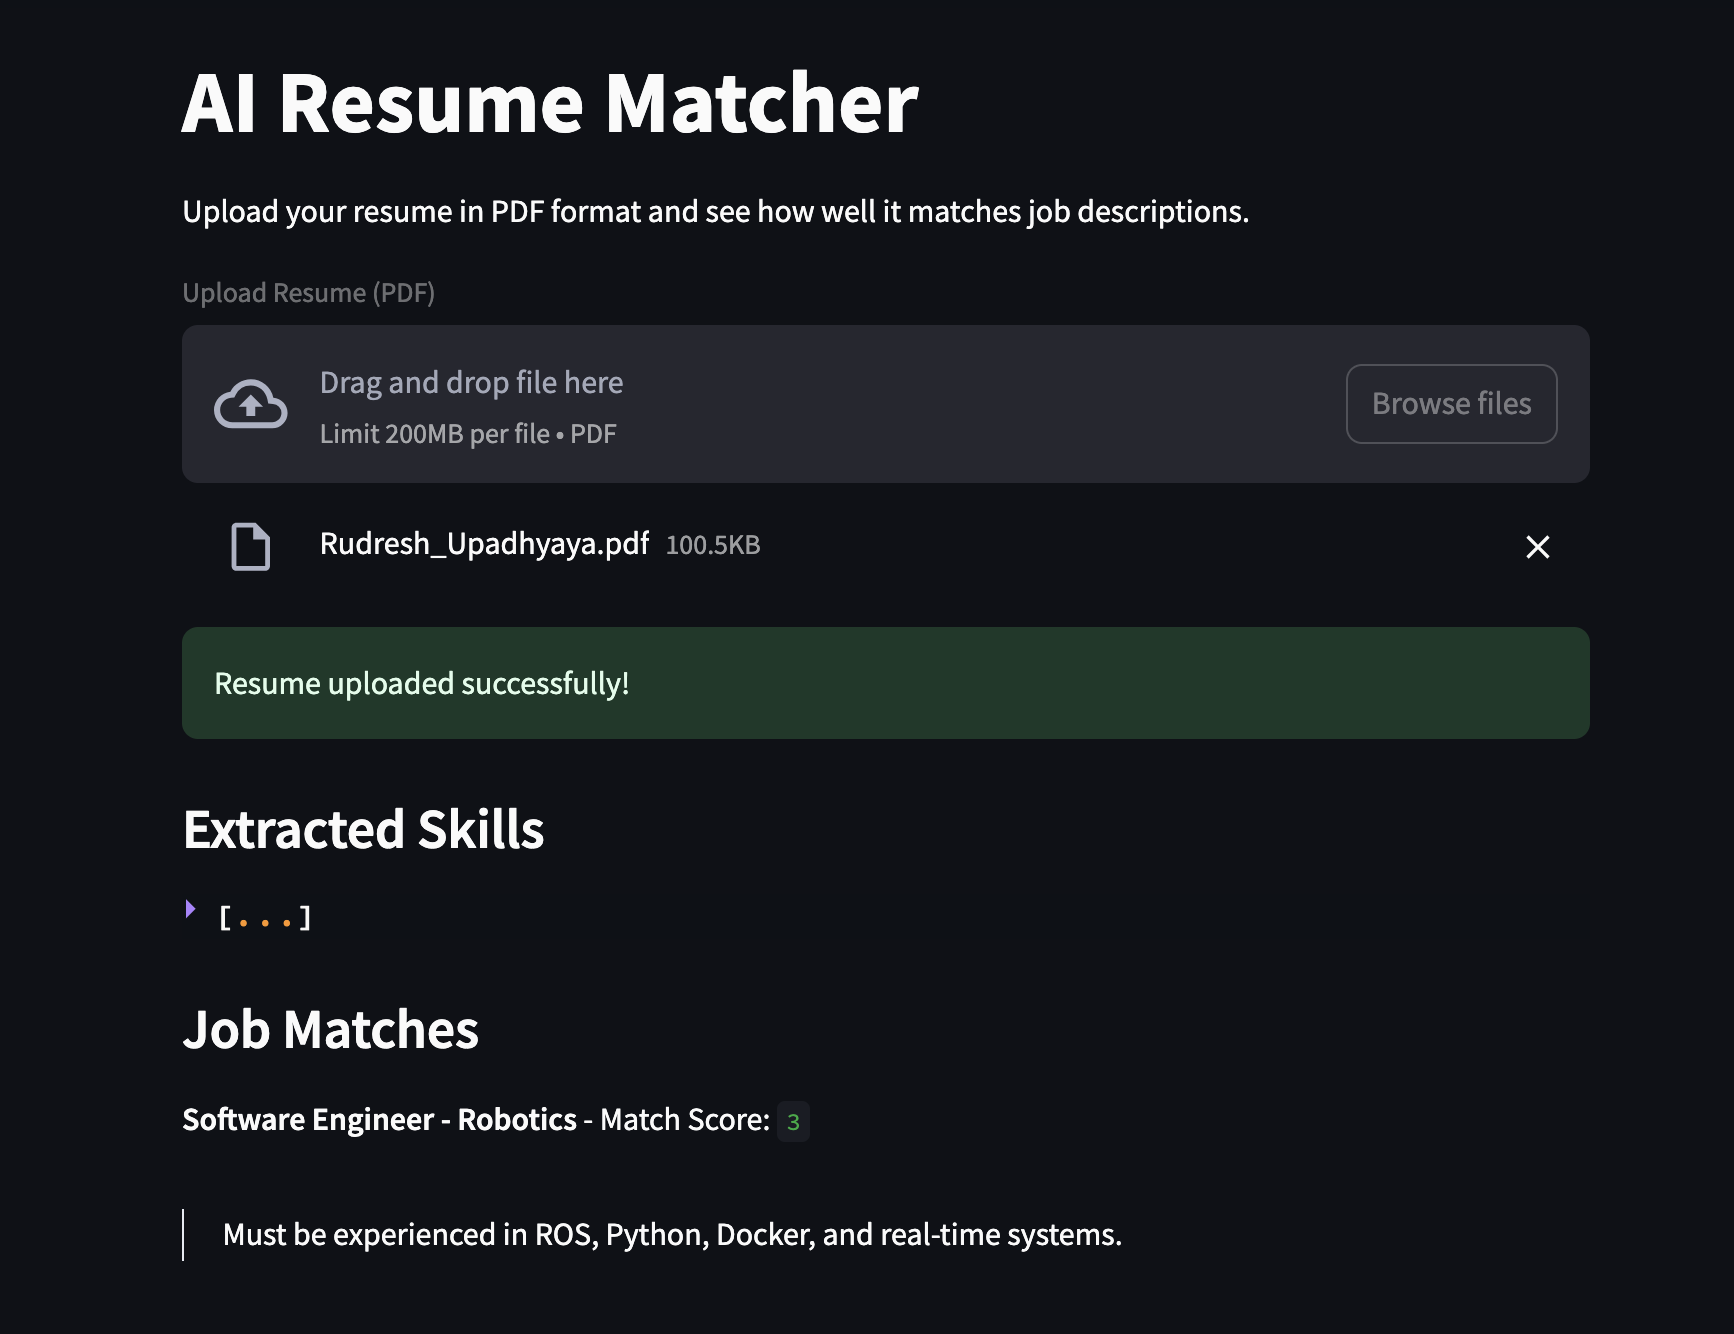 AI Resume Matcher
Upload your resume in PDF format and see how well it matches job descriptions.
Upload Resume (PDF)
Drag and drop file here
Limit 200MB per file • PDF
Browse files
Rudresh_Upadhyaya.pdf 100.5KB
Resume uploaded successfully!
Extracted Skills
[...]
Job Matches
Software Engineer - Robotics - Match Score: 3
Must be experienced in ROS, Python, Docker, and real-time systems.